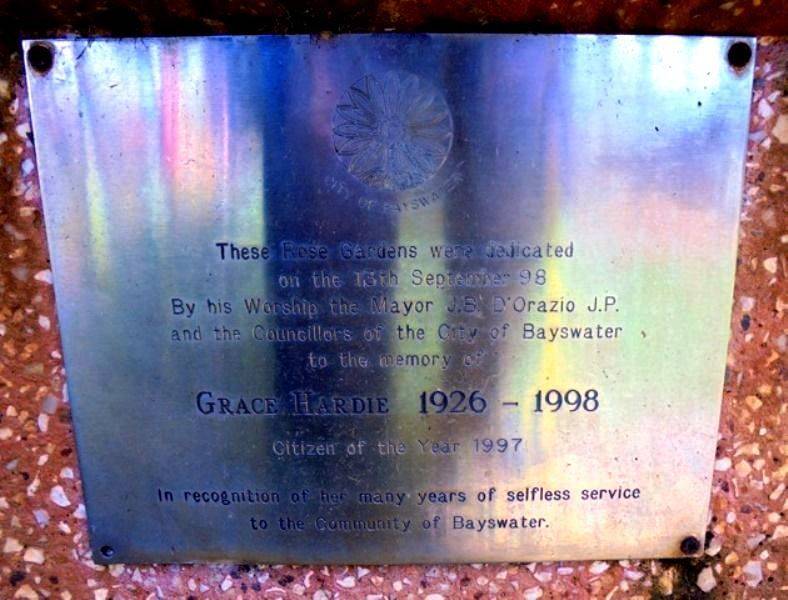 CITY OF BAYSWATER
These Rose Gardens were dedicated
on the 13th September 98
By his Worship the Mayor J.B. D'Orazio J.P.
and the Councillors of the City of Bayswater
to the memory of
GRACE HARDIE 1926 - 1998
Citizen of the Year 1997
In recognition of her many years of selfless service
to the Community of Bayswater.